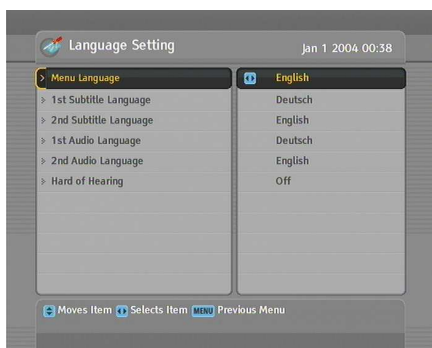 Language Setting
Jan 1 2004 00:38
Menu Language English
1st Subtitle Language Deutsch
2nd Subtitle Language English
1st Audio Language Deutsch
2nd Audio Language English
Hard of Hearing Off
Moves Item Selects Item MENU Previous Menu